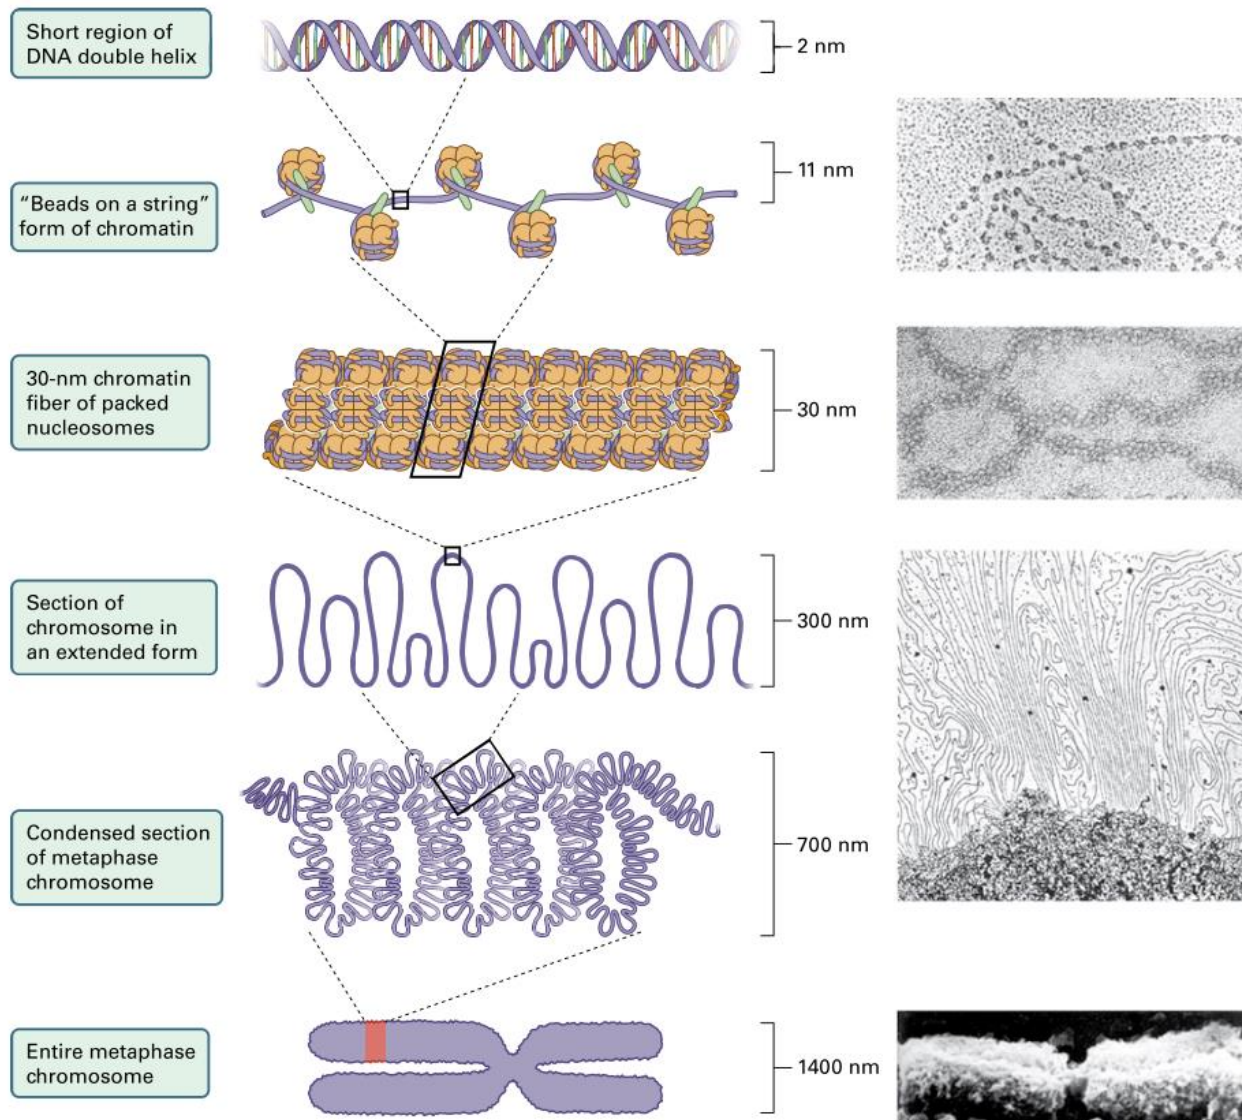 Short region of
DNA double helix
2 nm
11 nm
“Beads on a string”
form of chromatin
30-nm chromatin
fiber of packed
nucleosomes
30 nm
Section of
chromosome in
an extended form
300 nm
Condensed section
of metaphase
chromosome
700 nm
Entire metaphase
chromosome
1400 nm